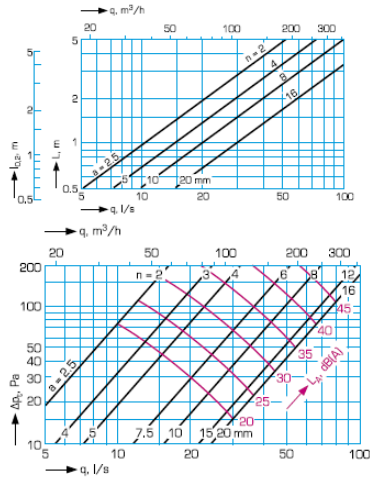 q, m³/h
20 50 100 200 300
5 5
n = 2
4
8
2 2
16
l₀,₂, m
L, m
1 1
a = 2.5
5 10 20 mm
0.5 0.5
5 10 20 50 100
q, l/s
q, m³/h
20 50 100 200 300
200
n = 2 3 4 6 8 12
16
100
45
40
50
35
40
30
30
a = 2.5
20
25
Lₐ, dB(A)
20
Δpₜ, Pa
4 5 7.5 10 15 20 mm
10
5 10 20 50 100
q, l/s